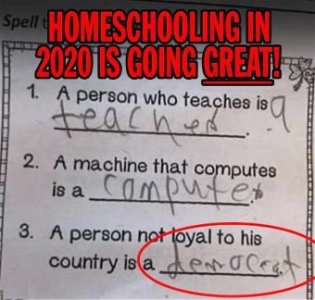 Spell
HOMESCHOOLING IN
2020 IS GOING GREAT!
1. A person who teaches is a
teacher.
2. A machine that computes
is a computer.
3. A person not loyal to his
country is a democrat